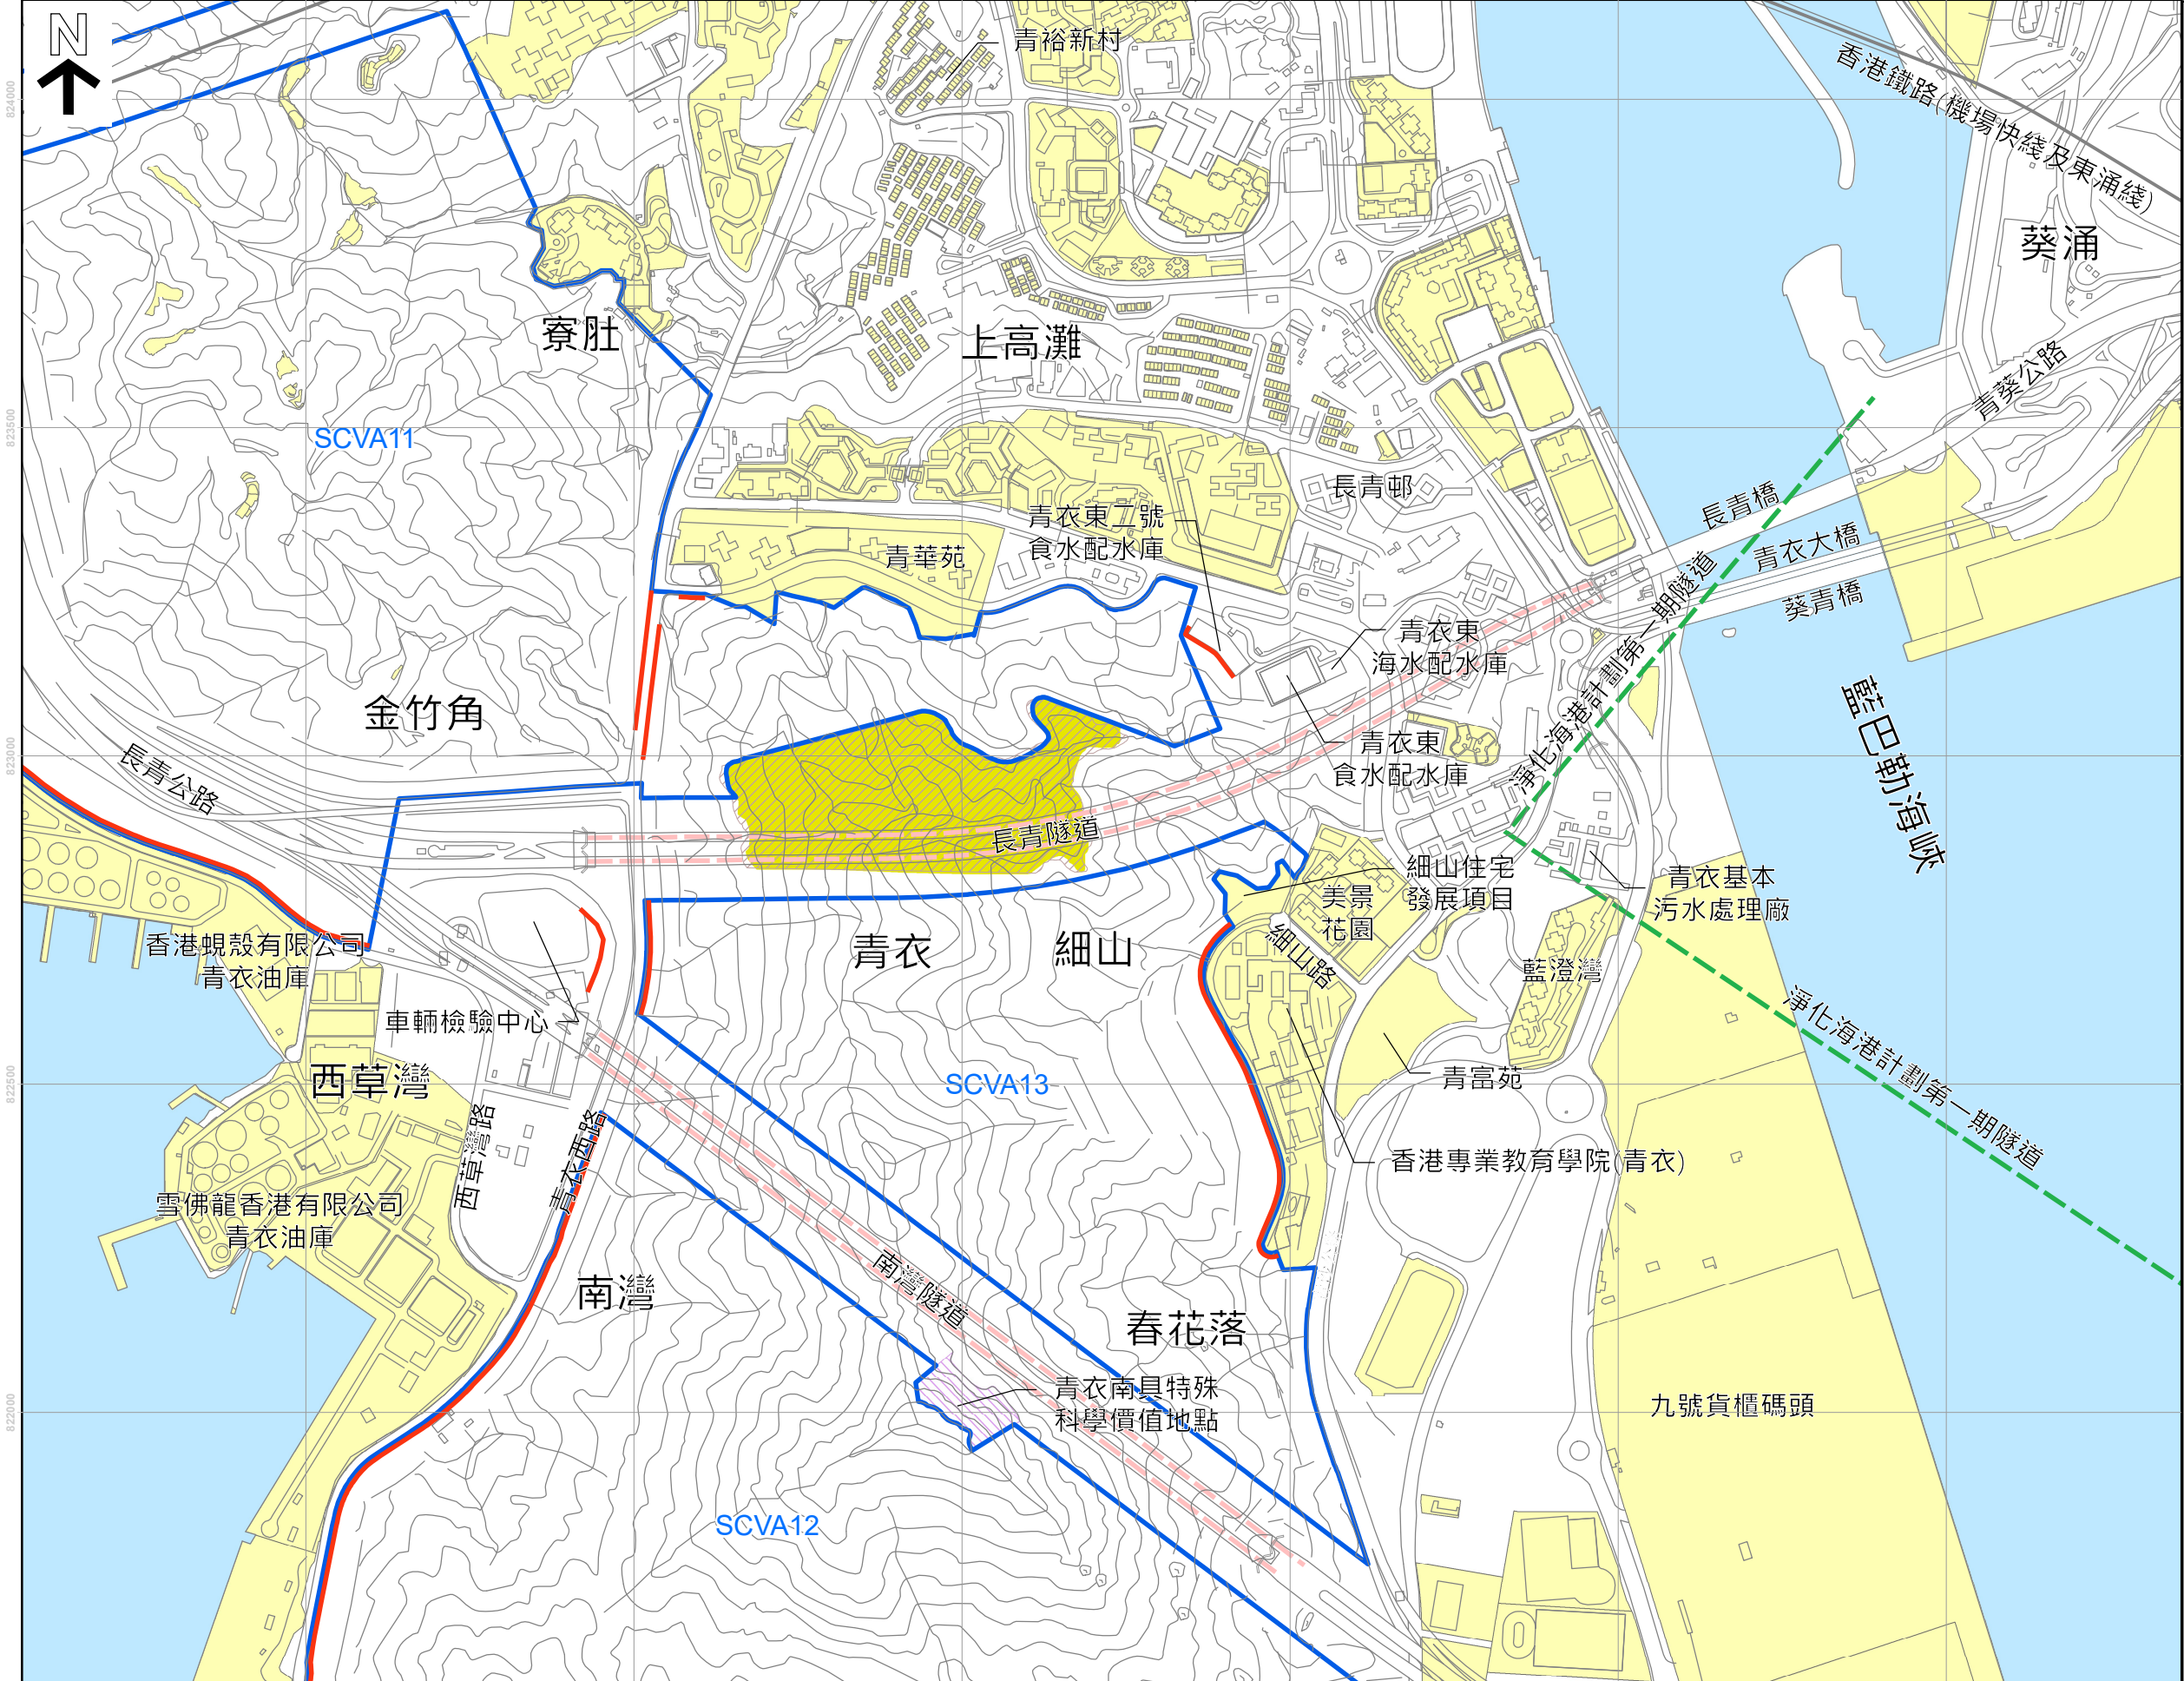 N
824000
823500
823000
822500
822000
青裕新村
香港鐵路(機場快綫及東涌綫)
葵涌
寮肚
上高灘
青葵公路
SCVA11
長青邨
長青橋
青衣東二號
食水配水庫
青衣大橋
青華苑
葵青橋
淨化海港計劃第一期隧道
青衣東
海水配水庫
金竹角
藍巴勒海峽
青衣東
食水配水庫
長青公路
長青隧道
細山住宅
發展項目
美景
花園
青衣基本
污水處理廠
香港蜆殼有限公司
青衣油庫
青衣
細山
細山路
藍澄灣
車輛檢驗中心
淨化海港計劃第一期隧道
西草灣
SCVA13
青富苑
西草灣路
青衣西路
香港專業教育學院(青衣)
雪佛龍香港有限公司
青衣油庫
南灣
南灣隧道
春花落
青衣南具特殊
科學價值地點
九號貨櫃碼頭
SCVA12